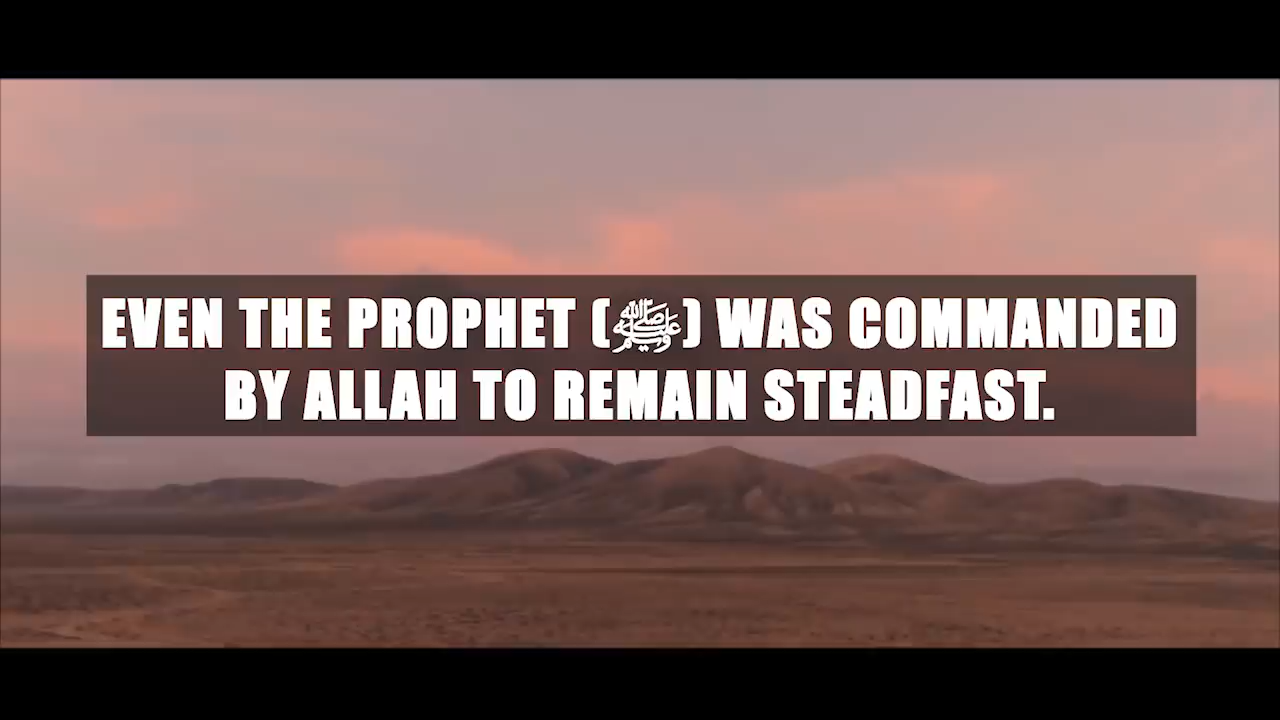 EVEN THE PROPHET (ﷺ) WAS COMMANDED
BY ALLAH TO REMAIN STEADFAST.